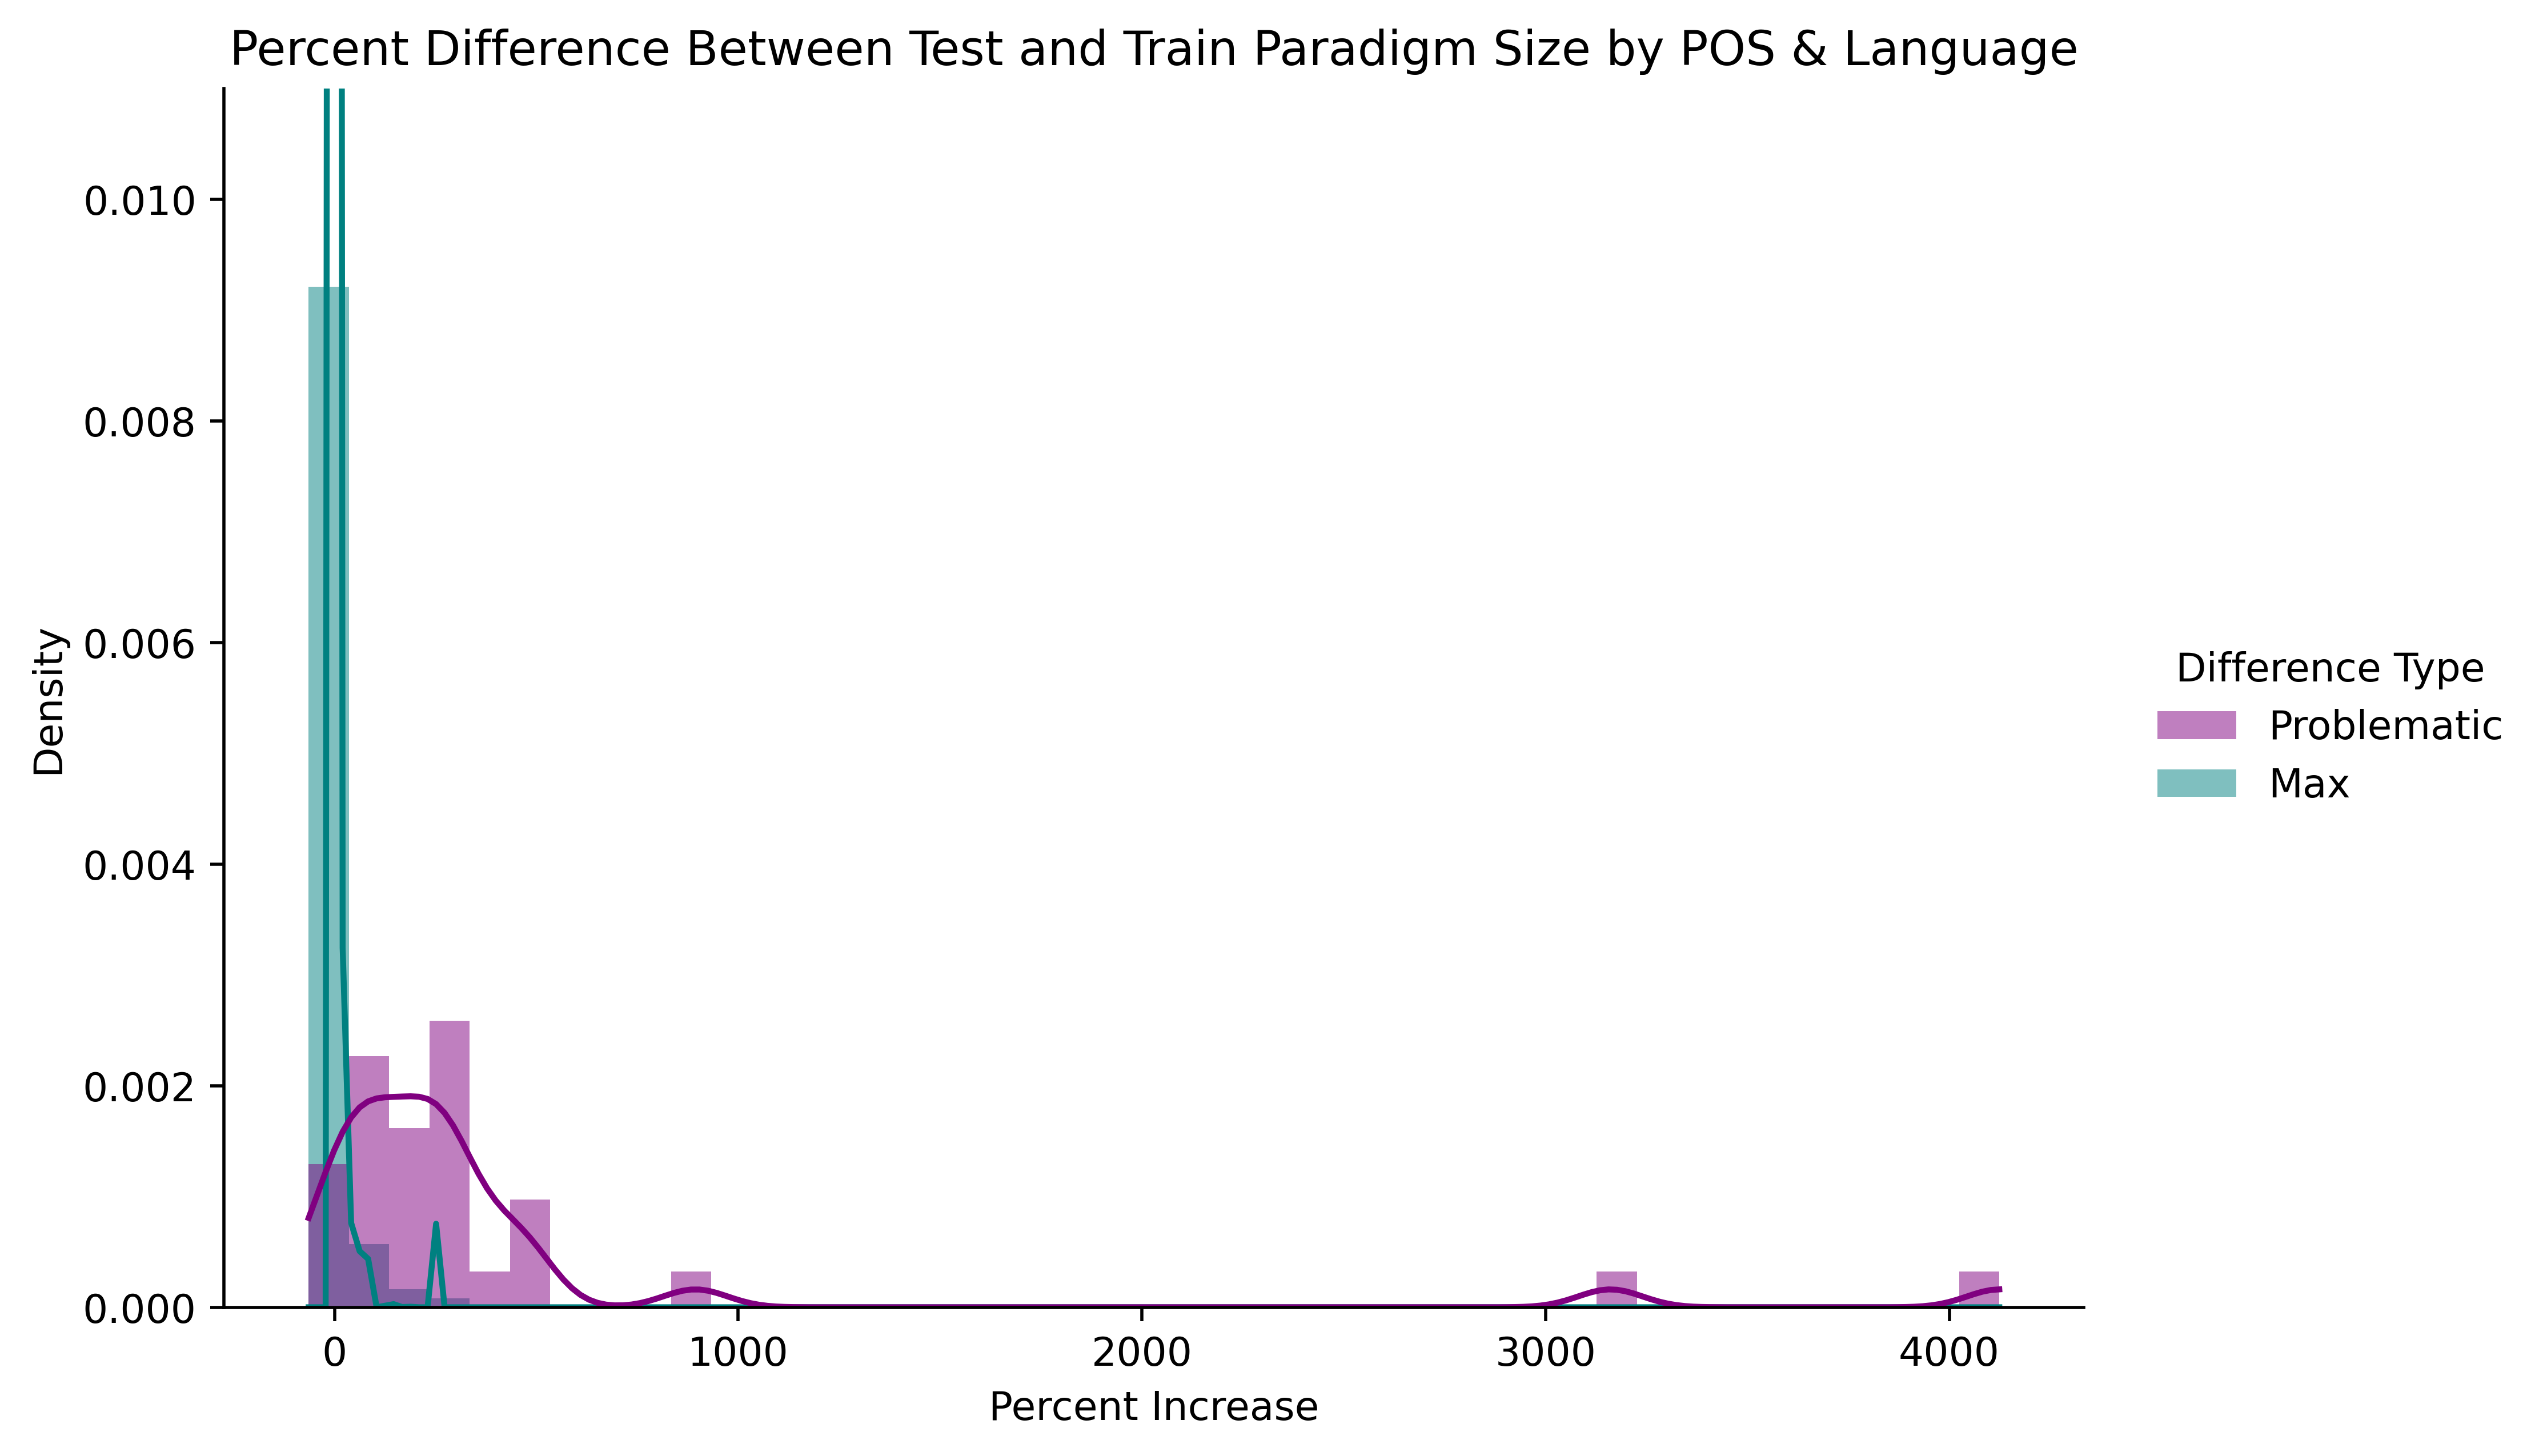 Percent Difference Between Test and Train Paradigm Size by POS & Language
0.010
0.008
0.006
0.004
0.002
0.000
Density
0 1000 2000 3000 4000
Percent Increase
Difference Type
Problematic
Max